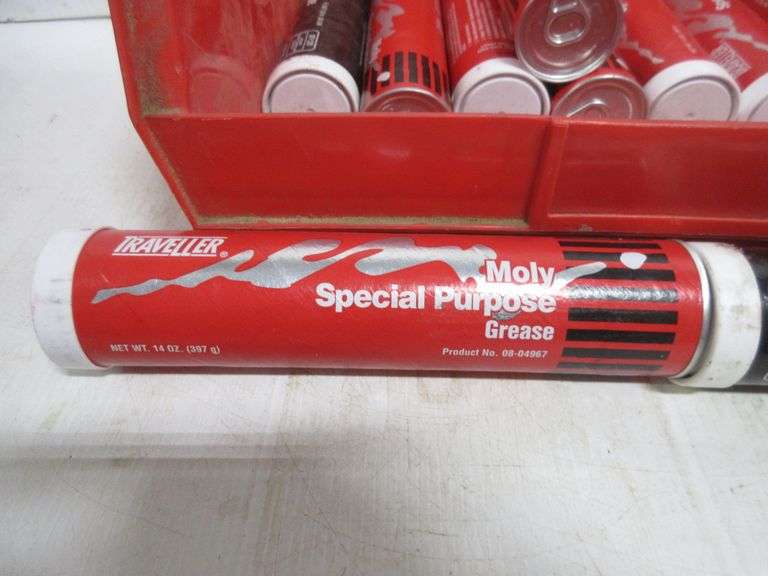 TRAVELLER®
Moly
Special Purpose
Grease
NET WT. 14 OZ. (397 g)
Product No. 08-04967